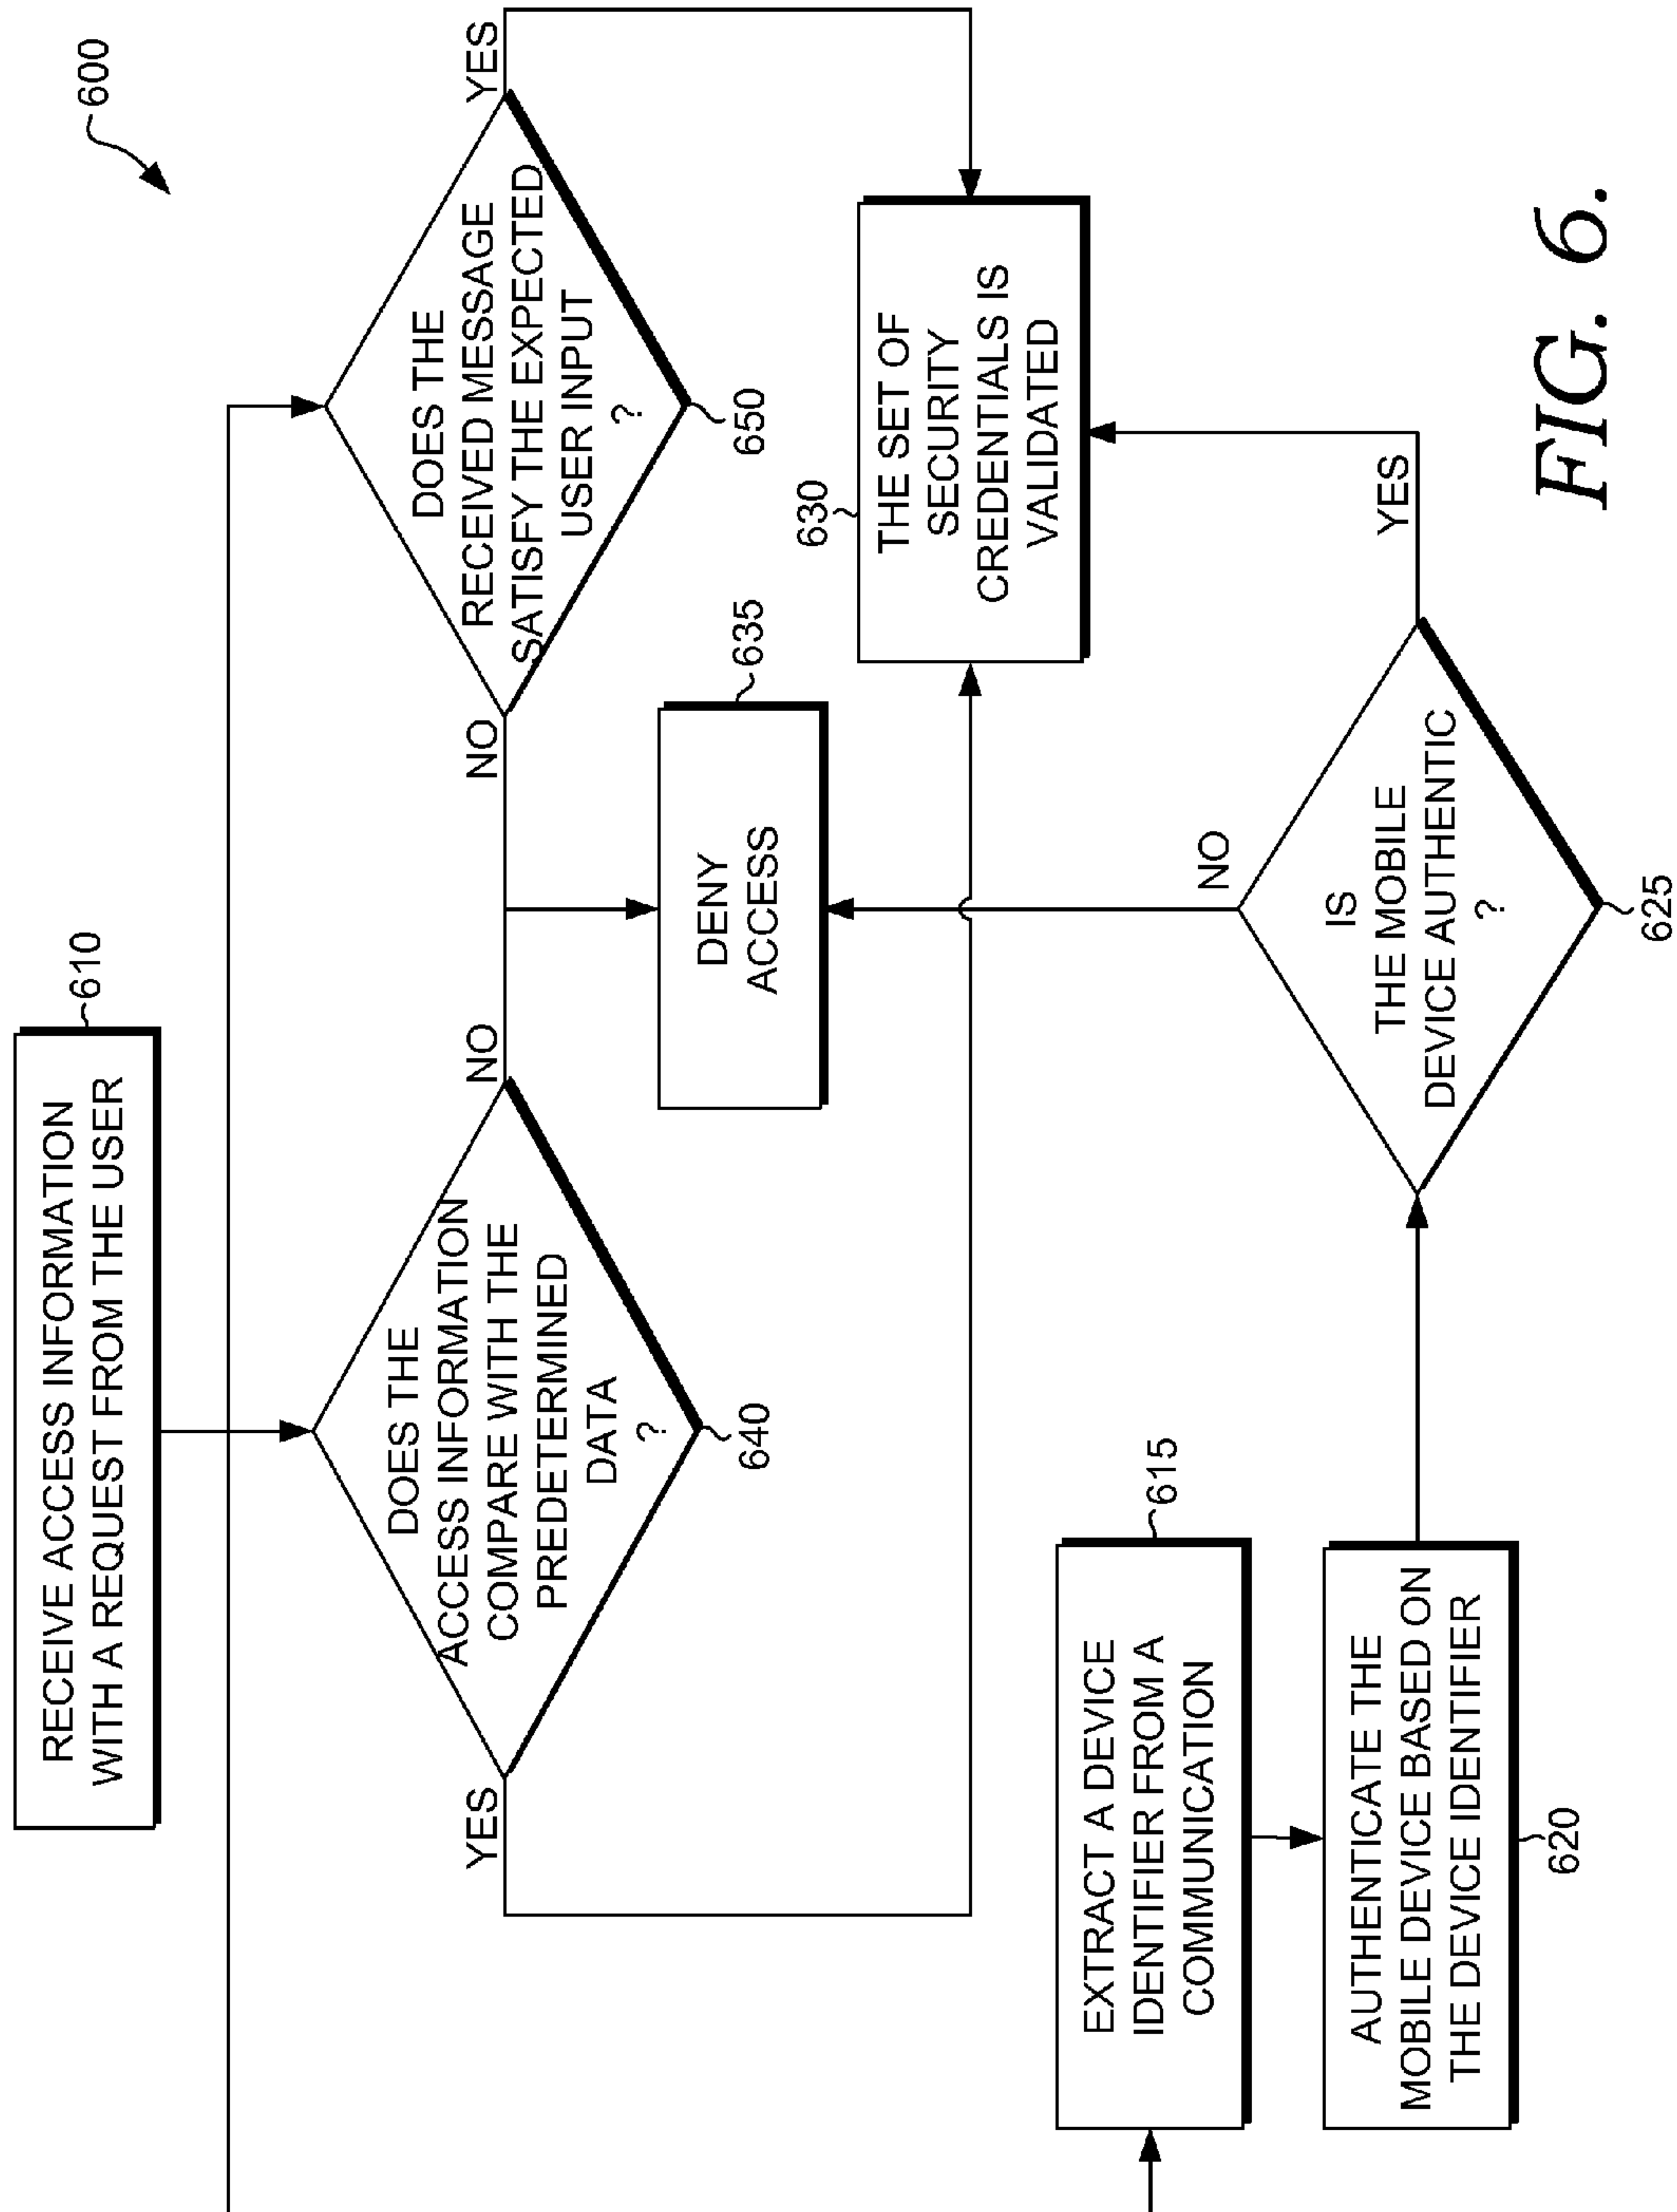 600
610
RECEIVE ACCESS INFORMATION
WITH A REQUEST FROM THE USER
DOES THE
ACCESS INFORMATION
COMPARE WITH THE
PREDETERMINED
DATA
?
640
YES
NO
DOES THE
RECEIVED MESSAGE
SATISFY THE EXPECTED
USER INPUT
?
650
NO
YES
635
DENY
ACCESS
630
THE SET OF
SECURITY
CREDENTIALS IS
VALIDATED
615
EXTRACT A DEVICE
IDENTIFIER FROM A
COMMUNICATION
AUTHENTICATE THE
MOBILE DEVICE BASED ON
THE DEVICE IDENTIFIER
620
IS
THE MOBILE
DEVICE AUTHENTIC
?
625
NO
YES
FIG. 6.